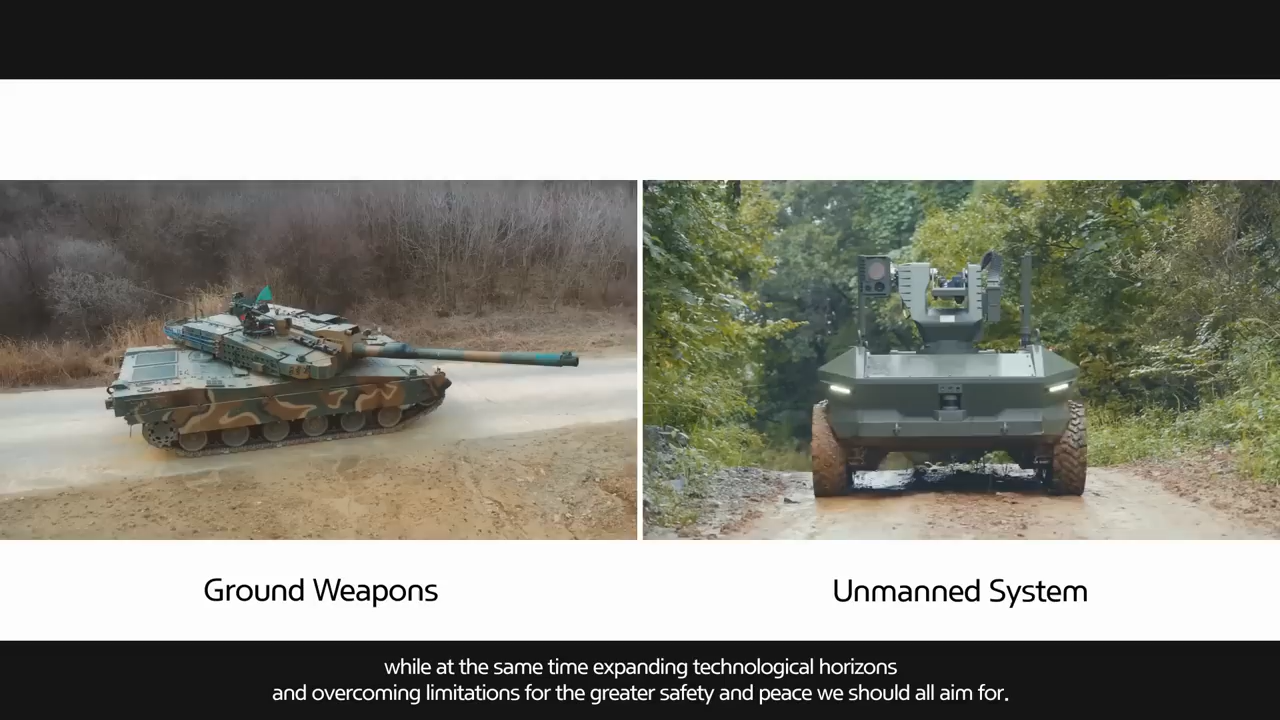 Ground Weapons
Unmanned System
while at the same time expanding technological horizons
and overcoming limitations for the greater safety and peace we should all aim for.